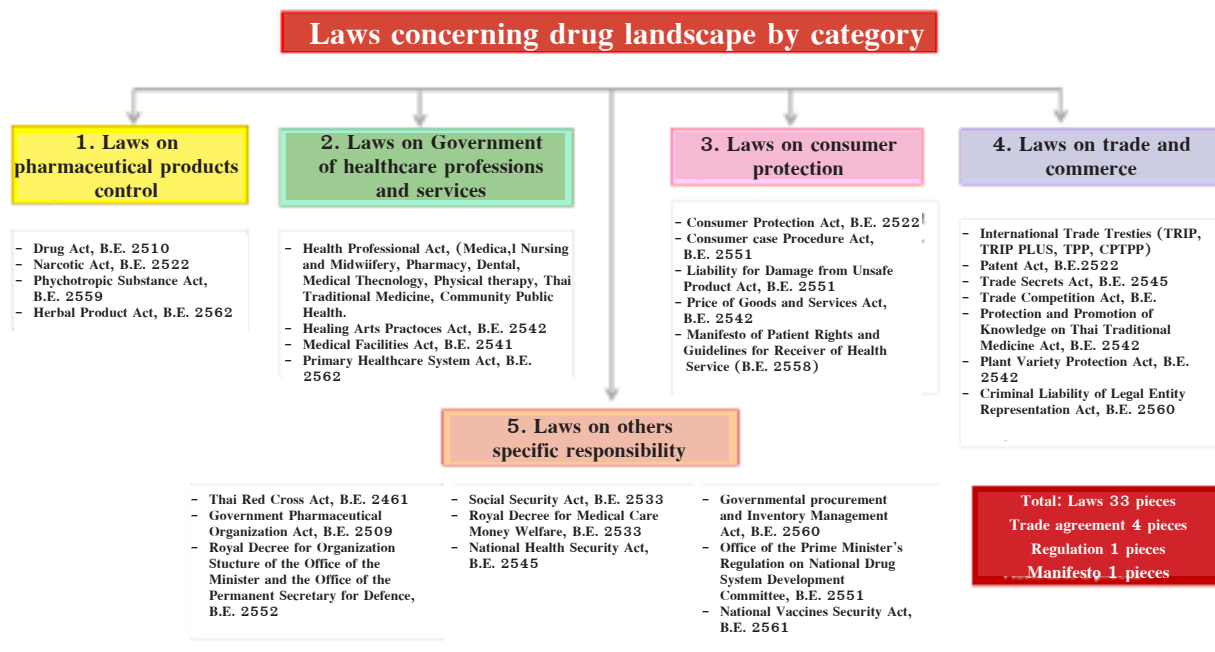 Laws concerning drug landscape by category
1. Laws on
pharmaceutical products
control
– Drug Act, B.E. 2510
– Narcotic Act, B.E. 2522
– Phychotropic Substance Act,
B.E. 2559
– Herbal Product Act, B.E. 2562
2. Laws on Government
of healthcare professions
and services
– Health Professional Act, (Medica,l Nursing
and Midwiifery, Pharmacy, Dental,
Medical Thecnology, Physical therapy, Thai
Traditional Medicine, Community Public
Health.
– Healing Arts Practoces Act, B.E. 2542
– Medical Facilities Act, B.E. 2541
– Primary Healthcare System Act, B.E.
2562
3. Laws on consumer
protection
– Consumer Protection Act, B.E. 2522
– Consumer case Procedure Act,
B.E. 2551
– Liability for Damage from Unsafe
Product Act, B.E. 2551
– Price of Goods and Services Act,
B.E. 2542
– Manifesto of Patient Rights and
Guidelines for Receiver of Health
Service (B.E. 2558)
4. Laws on trade and
commerce
– International Trade Tresties (TRIP,
TRIP PLUS, TPP, CPTPP)
– Patent Act, B.E.2522
– Trade Secrets Act, B.E. 2545
– Trade Competition Act, B.E.
– Protection and Promotion of
Knowledge on Thai Traditional
Medicine Act, B.E. 2542
– Plant Variety Protection Act, B.E.
2542
– Criminal Liability of Legal Entity
Representation Act, B.E. 2560
5. Laws on others
specific responsibility
– Thai Red Cross Act, B.E. 2461
– Government Pharmaceutical
Organization Act, B.E. 2509
– Royal Decree for Organization
Stucture of the Office of the
Minister and the Office of the
Permanent Secretary for Defence,
B.E. 2552
– Social Security Act, B.E. 2533
– Royal Decree for Medical Care
Money Welfare, B.E. 2533
– National Health Security Act,
B.E. 2545
– Governmental procurement
and Inventory Management
Act, B.E. 2560
– Office of the Prime Minister's
Regulation on National Drug
System Development
Committee, B.E. 2551
– National Vaccines Security Act,
B.E. 2561
Total: Laws 33 pieces
Trade agreement 4 pieces
Regulation 1 pieces
Manifesto 1 pieces